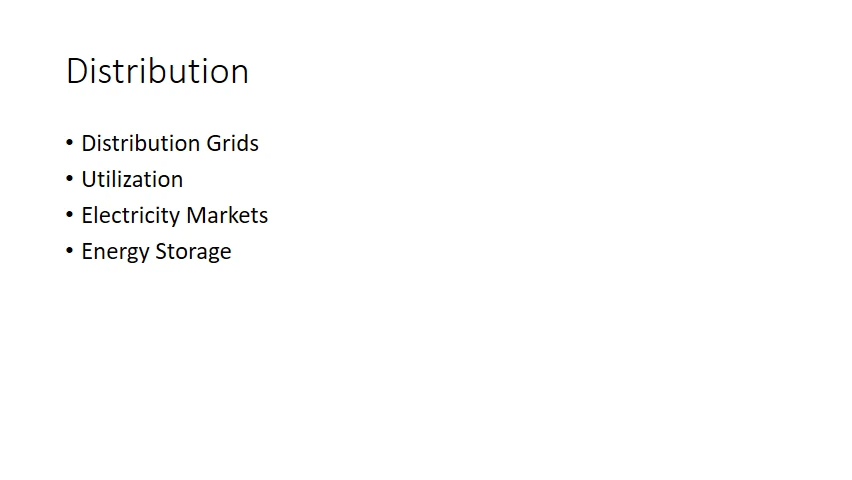 Distribution
• Distribution Grids
• Utilization
• Electricity Markets
• Energy Storage